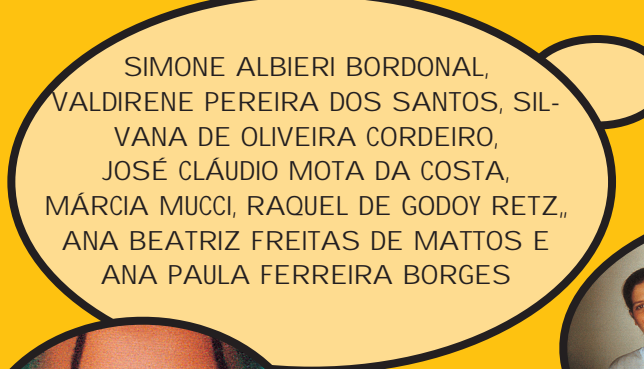 SIMONE ALBIERI BORDONAL,
VALDIRENE PEREIRA DOS SANTOS, SIL-
VANA DE OLIVEIRA CORDEIRO,
JOSÉ CLÁUDIO MOTA DA COSTA,
MÁRCIA MUCCI, RAQUEL DE GODOY RETZ,,
ANA BEATRIZ FREITAS DE MATTOS E
ANA PAULA FERREIRA BORGES